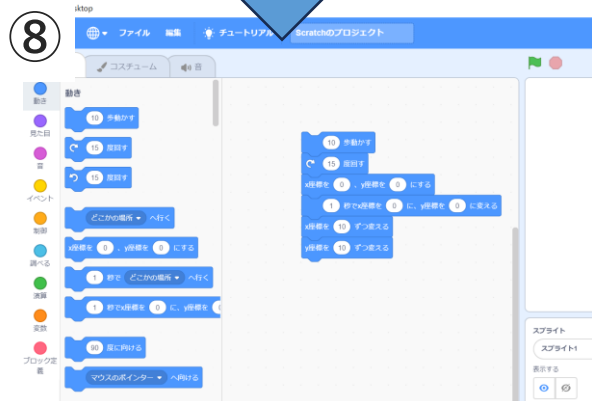 sktop
⑧
ファイル 編集 チュートリアル Scratchのプロジェクト
コスチューム 音
動き
見た目
音
イベント
制御
調べる
演算
変数
ブロック定義
動き
10 歩動かす
15 度回す
15 度回す
どこかの場所 へ行く
x座標を 0 、y座標を 0 にする
1 秒で どこかの場所 へ行く
1 秒でx座標を 0 に、y座標を
90 度に向ける
マウスのポインター へ向ける
10 歩動かす
15 度回す
x座標を 0 、y座標を 0 にする
1 秒でx座標を 0 に、y座標を 0 に変える
x座標を 10 ずつ変える
y座標を 10 ずつ変える
スプライト
スプライト1
表示する